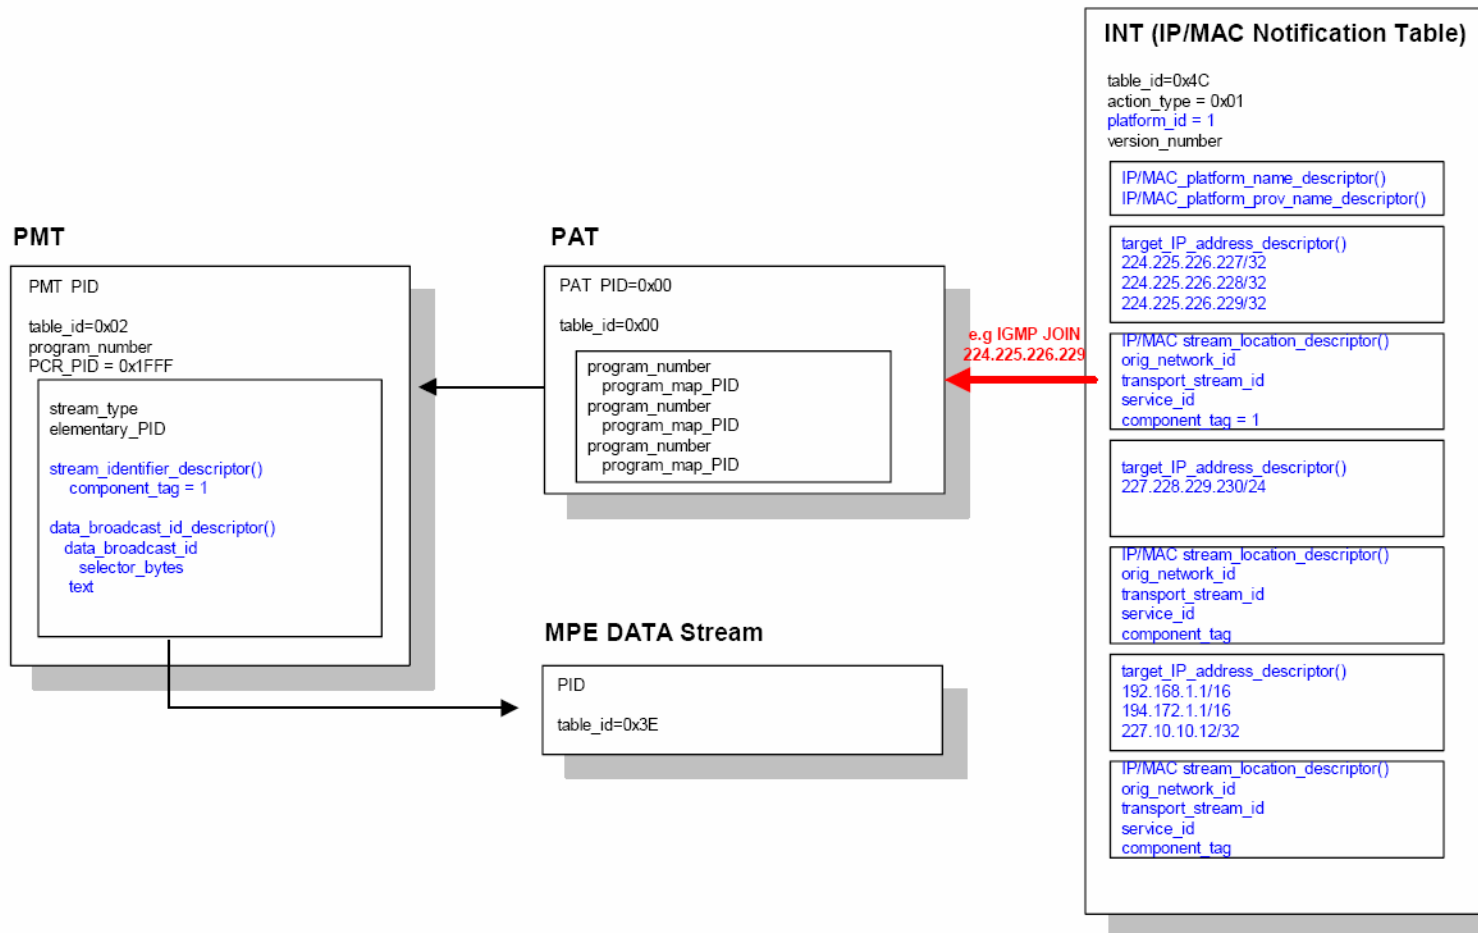 INT (IP/MAC Notification Table)
table_id=0x4C
action_type = 0x01
platform_id = 1
version_number
IP/MAC_platform_name_descriptor()
IP/MAC_platform_prov_name_descriptor()
target_IP_address_descriptor()
224.225.226.227/32
224.225.226.228/32
224.225.226.229/32
IP/MAC stream_location_descriptor()
orig_network_id
transport_stream_id
service_id
component_tag = 1
target_IP_address_descriptor()
227.228.229.230/24
IP/MAC stream_location_descriptor()
orig_network_id
transport_stream_id
service_id
component_tag
target_IP_address_descriptor()
192.168.1.1/16
194.172.1.1/16
227.10.10.12/32
IP/MAC stream_location_descriptor()
orig_network_id
transport_stream_id
service_id
component_tag
e.g IGMP JOIN
224.225.226.229
PAT
PAT PID=0x00
table_id=0x00
program_number
program_map_PID
program_number
program_map_PID
program_number
program_map_PID
PMT
PMT PID
table_id=0x02
program_number
PCR_PID = 0x1FFF
stream_type
elementary_PID
stream_identifier_descriptor()
component_tag = 1
data_broadcast_id_descriptor()
data_broadcast_id
selector_bytes
text
MPE DATA Stream
PID
table_id=0x3E